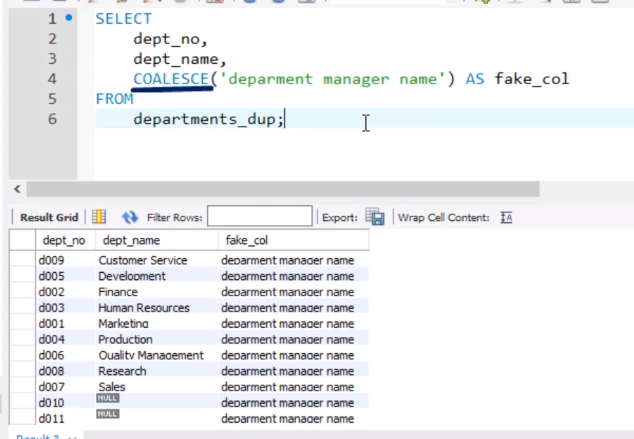 1 SELECT
2 dept_no,
3 dept_name,
4 COALESCE('deparment manager name') AS fake_col
5 FROM
6 departments_dup;
Result Grid Filter Rows: Export: Wrap Cell Content: IA
dept_no dept_name fake_col
d009 Customer Service deparment manager name
d005 Development deparment manager name
d002 Finance deparment manager name
d003 Human Resources deparment manager name
d001 Marketing deparment manager name
d004 Production deparment manager name
d006 Quality Management deparment manager name
d008 Research deparment manager name
d007 Sales deparment manager name
d010 NULL deparment manager name
d011 NULL deparment manager name